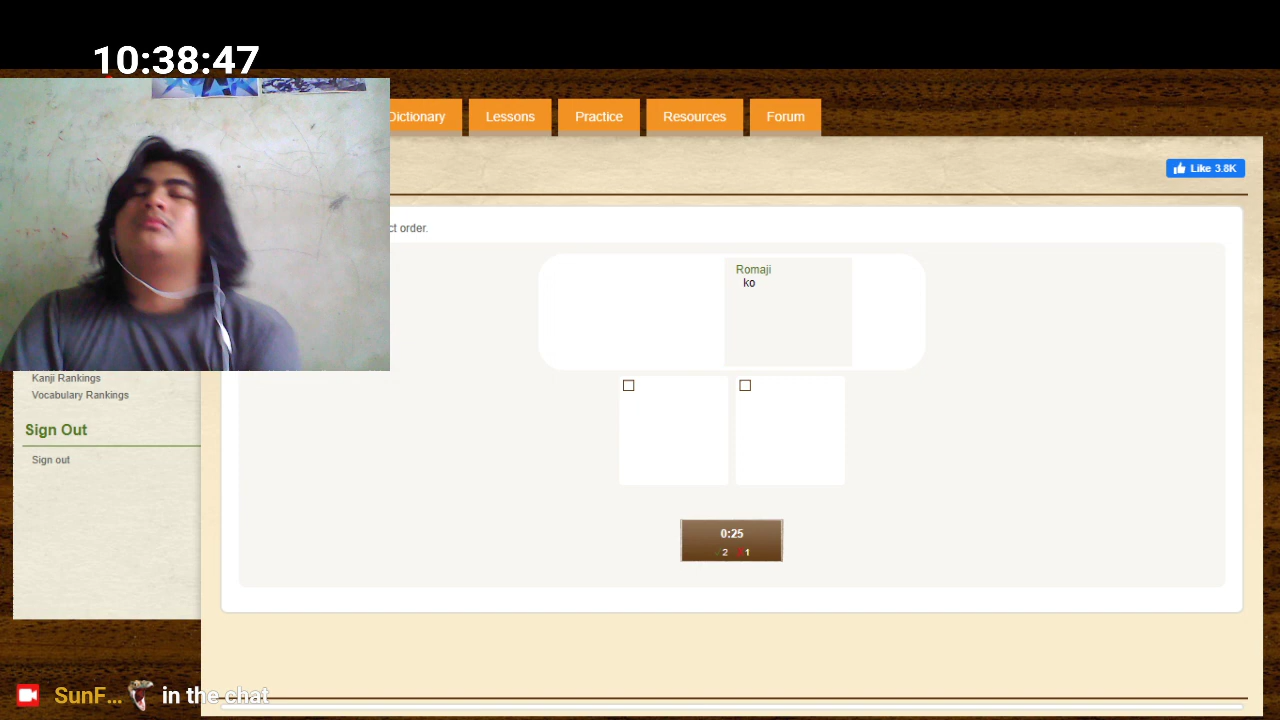 10:38:47
Dictionary
Lessons
Practice
Resources
Forum
Like 3.8K
ct order.
Romaji
ko
Kanji Rankings
Vocabulary Rankings
Sign Out
Sign out
0:25
2 1
SunF... in the chat